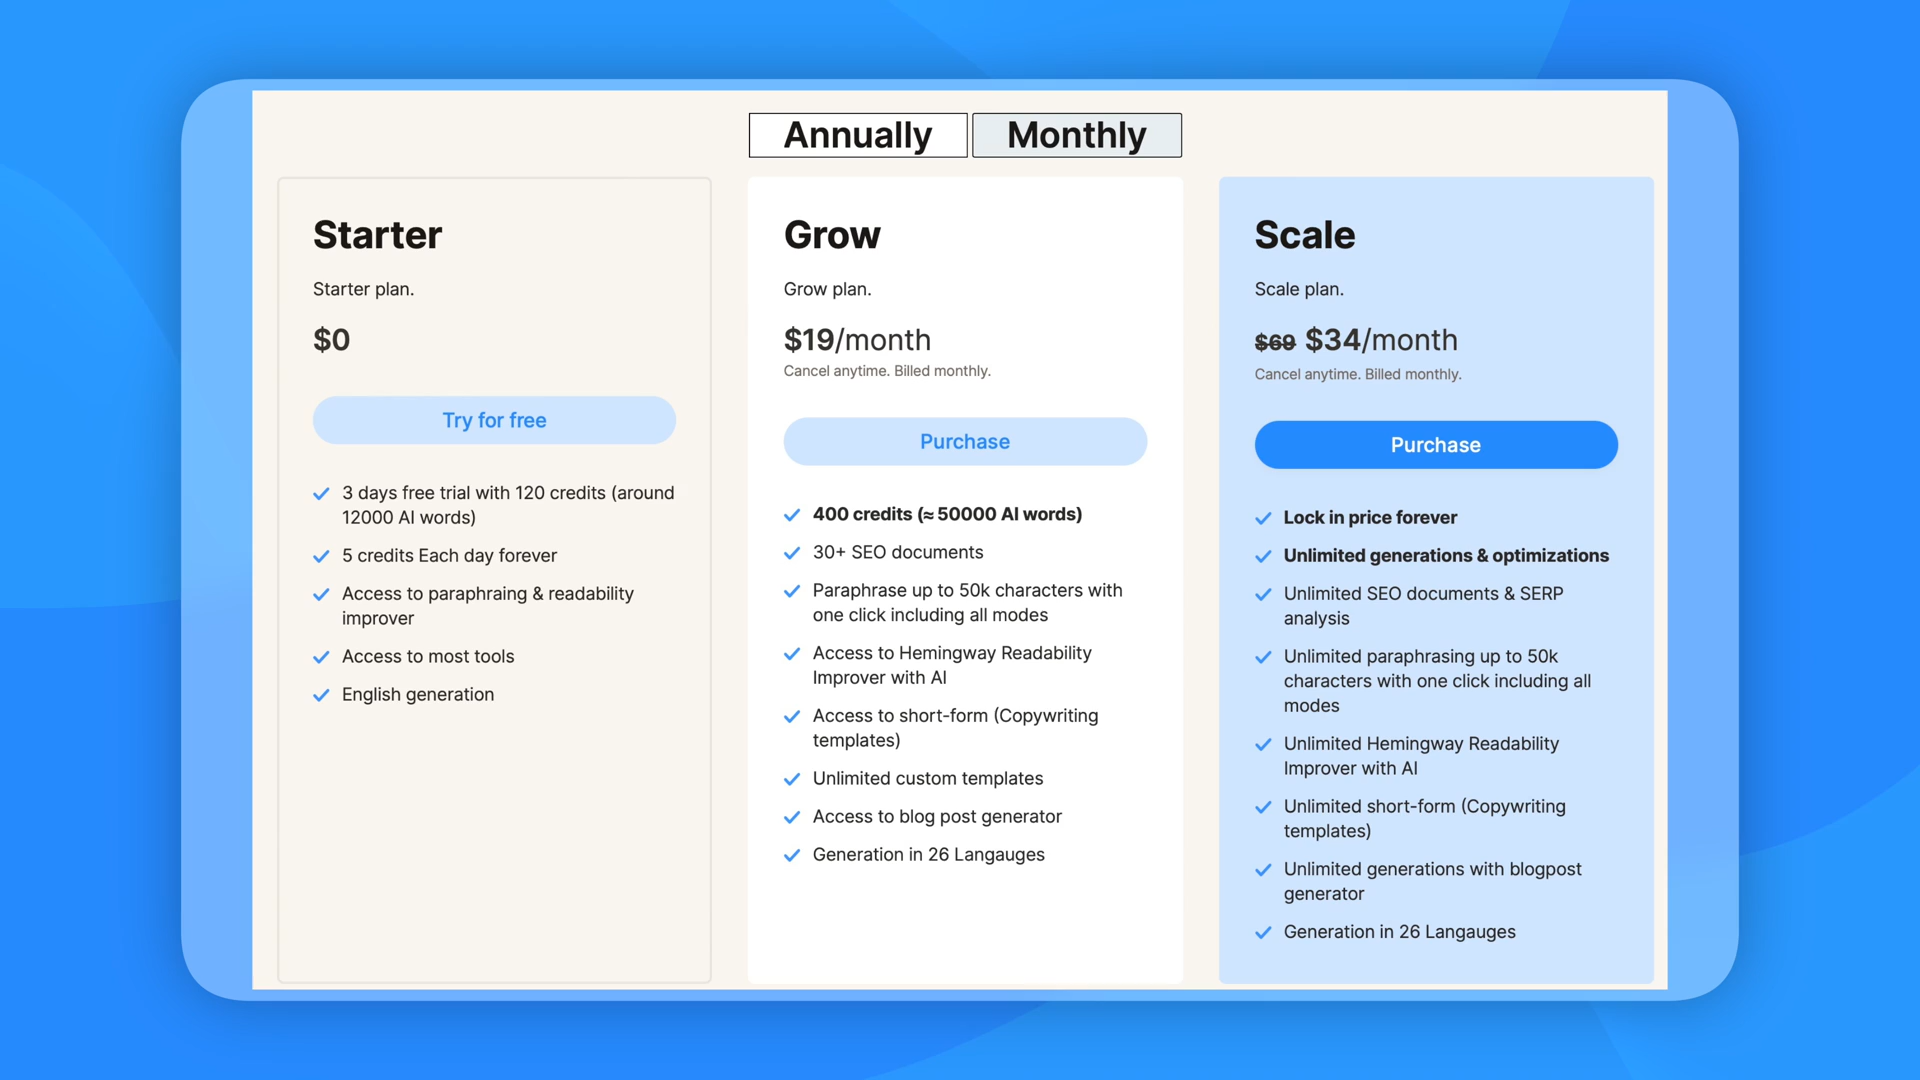 Annually Monthly
Starter
Starter plan.
$0
Try for free
3 days free trial with 120 credits (around
12000 AI words)
5 credits Each day forever
Access to paraphraing & readability
improver
Access to most tools
English generation
Grow
Grow plan.
$19/month
Cancel anytime. Billed monthly.
Purchase
400 credits (≈ 50000 AI words)
30+ SEO documents
Paraphrase up to 50k characters with
one click including all modes
Access to Hemingway Readability
Improver with AI
Access to short-form (Copywriting
templates)
Unlimited custom templates
Access to blog post generator
Generation in 26 Langauges
Scale
Scale plan.
$69 $34/month
Cancel anytime. Billed monthly.
Purchase
Lock in price forever
Unlimited generations & optimizations
Unlimited SEO documents & SERP
analysis
Unlimited paraphrasing up to 50k
characters with one click including all
modes
Unlimited Hemingway Readability
Improver with AI
Unlimited short-form (Copywriting
templates)
Unlimited generations with blogpost
generator
Generation in 26 Langauges